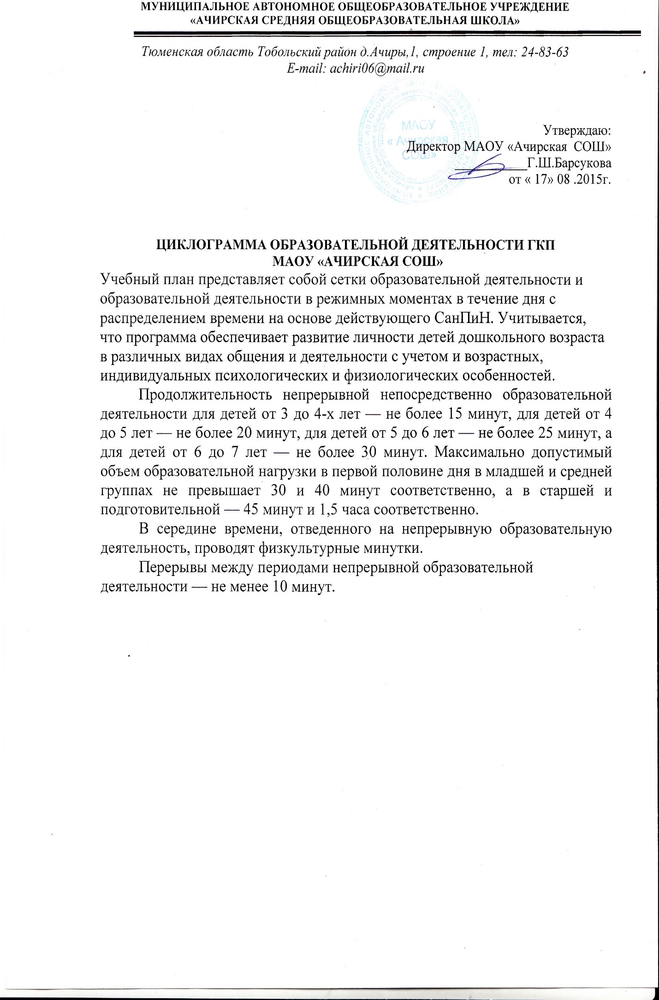 МУНИЦИПАЛЬНОЕ АВТОНОМНОЕ ОБЩЕОБРАЗОВАТЕЛЬНОЕ УЧРЕЖДЕНИЕ
«АЧИРСКАЯ СРЕДНЯЯ ОБЩЕОБРАЗОВАТЕЛЬНАЯ ШКОЛА»
Тюменская область Тобольский район д.Ачиры,1, строение 1, тел: 24-83-63
E-mail: achiri06@mail.ru
МАОУ
« Ачирская
СОШ»
Утверждаю:
Директор МАОУ «Ачирская СОШ»
___________Г.Ш.Барсукова
от « 17» 08 .2015г.
ЦИКЛОГРАММА ОБРАЗОВАТЕЛЬНОЙ ДЕЯТЕЛЬНОСТИ ГКП
МАОУ «АЧИРСКАЯ СОШ»
Учебный план представляет собой сетки образовательной деятельности и
образовательной деятельности в режимных моментах в течение дня с
распределением времени на основе действующего СанПиН. Учитывается,
что программа обеспечивает развитие личности детей дошкольного возраста
в различных видах общения и деятельности с учетом и возрастных,
индивидуальных психологических и физиологических особенностей.
Продолжительность непрерывной непосредственно образовательной
деятельности для детей от 3 до 4-х лет — не более 15 минут, для детей от 4
до 5 лет — не более 20 минут, для детей от 5 до 6 лет — не более 25 минут, а
для детей от 6 до 7 лет — не более 30 минут. Максимально допустимый
объем образовательной нагрузки в первой половине дня в младшей и средней
группах не превышает 30 и 40 минут соответственно, а в старшей и
подготовительной — 45 минут и 1,5 часа соответственно.
В середине времени, отведенного на непрерывную образовательную
деятельность, проводят физкультурные минутки.
Перерывы между периодами непрерывной образовательной
деятельности — не менее 10 минут.